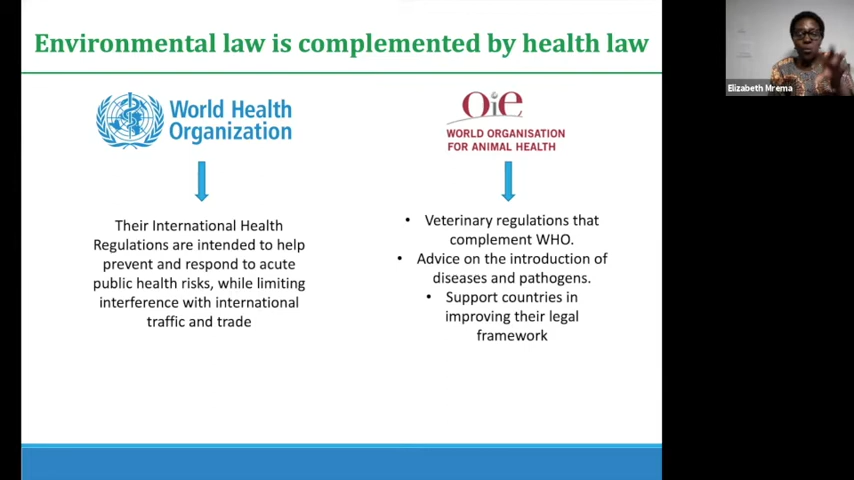 Environmental law is complemented by health law
World Health
Organization
Their International Health
Regulations are intended to help
prevent and respond to acute
public health risks, while limiting
interference with international
traffic and trade
OiE
WORLD ORGANISATION
FOR ANIMAL HEALTH
• Veterinary regulations that
complement WHO.
• Advice on the introduction of
diseases and pathogens.
• Support countries in
improving their legal
framework
Elizabeth Mrema